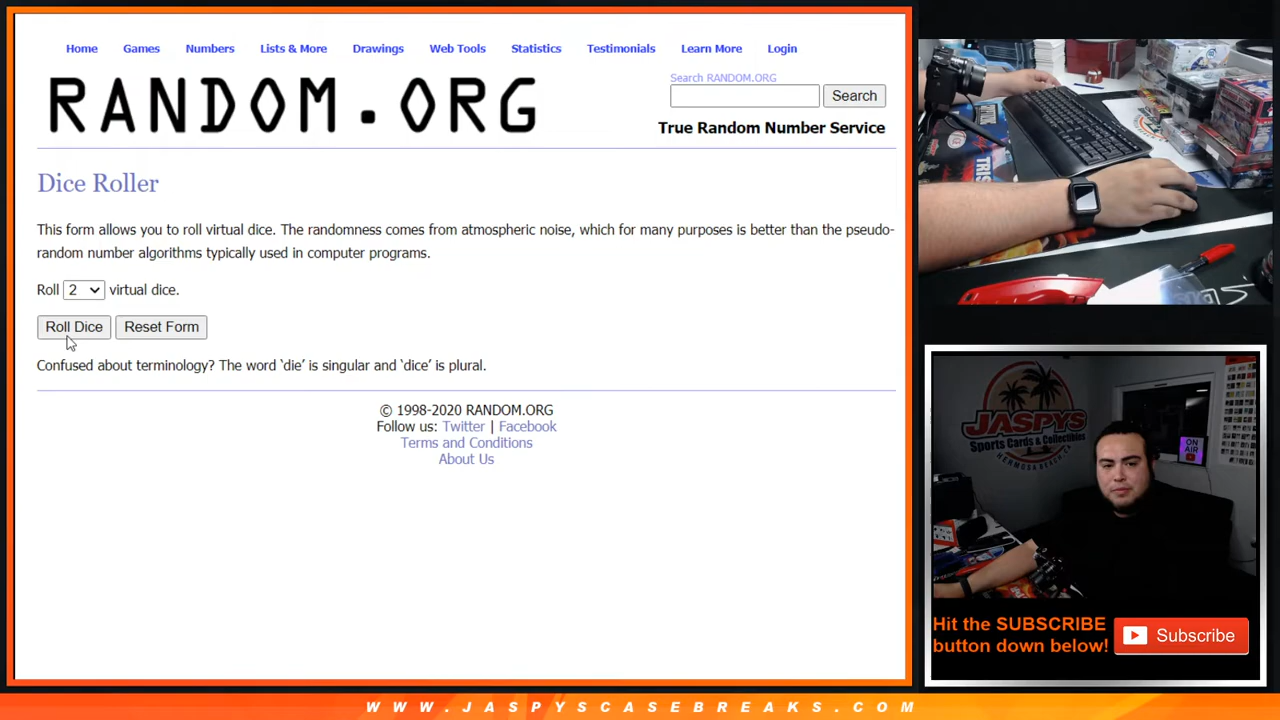 Home Games Numbers Lists & More Drawings Web Tools Statistics Testimonials Learn More Login
RANDOM.ORG
Search RANDOM.ORG
Search
True Random Number Service
Dice Roller
This form allows you to roll virtual dice. The randomness comes from atmospheric noise, which for many purposes is better than the pseudo-
random number algorithms typically used in computer programs.
Roll 2 virtual dice.
Roll Dice Reset Form
Confused about terminology? The word ‘die’ is singular and ‘dice’ is plural.
© 1998-2020 RANDOM.ORG
Follow us: Twitter | Facebook
Terms and Conditions
About Us
JASPYS
Sports Cards & Collectibles
HERMOSA BEACH, CA
ON
AIR
Hit the SUBSCRIBE
button down below!
Subscribe
WWW.JASPYSCASEBREAKS.COM